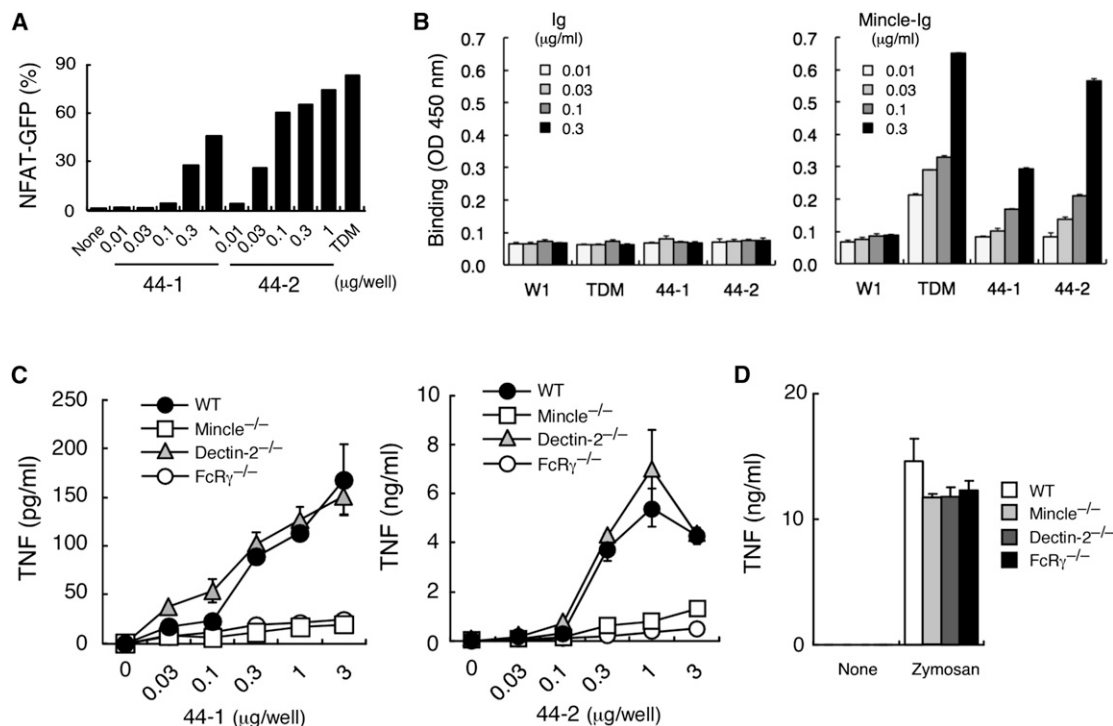 A
NFAT-GFP (%)
90
60
30
0
None 0.01 0.03 0.1 0.3 1 0.01 0.03 0.1 0.3 1 TDM
44-1 44-2 (μg/well)
B
Ig
(μg/ml)
0.01
0.03
0.1
0.3
Binding (OD 450 nm)
0.7
0.6
0.5
0.4
0.3
0.2
0.1
0.0
W1 TDM 44-1 44-2
Mincle-Ig
(μg/ml)
0.01
0.03
0.1
0.3
0.7
0.6
0.5
0.4
0.3
0.2
0.1
0.0
W1 TDM 44-1 44-2
C
TNF (pg/ml)
250
200
150
100
50
0
WT
Mincle−/−
Dectin-2−/−
FcRγ−/−
0 0.03 0.1 0.3 1 3
44-1 (μg/well)
TNF (ng/ml)
10
8
6
4
2
0
WT
Mincle−/−
Dectin-2−/−
FcRγ−/−
0 0.03 0.1 0.3 1 3
44-2 (μg/well)
D
TNF (ng/ml)
20
10
0
WT
Mincle−/−
Dectin-2−/−
FcRγ−/−
None Zymosan